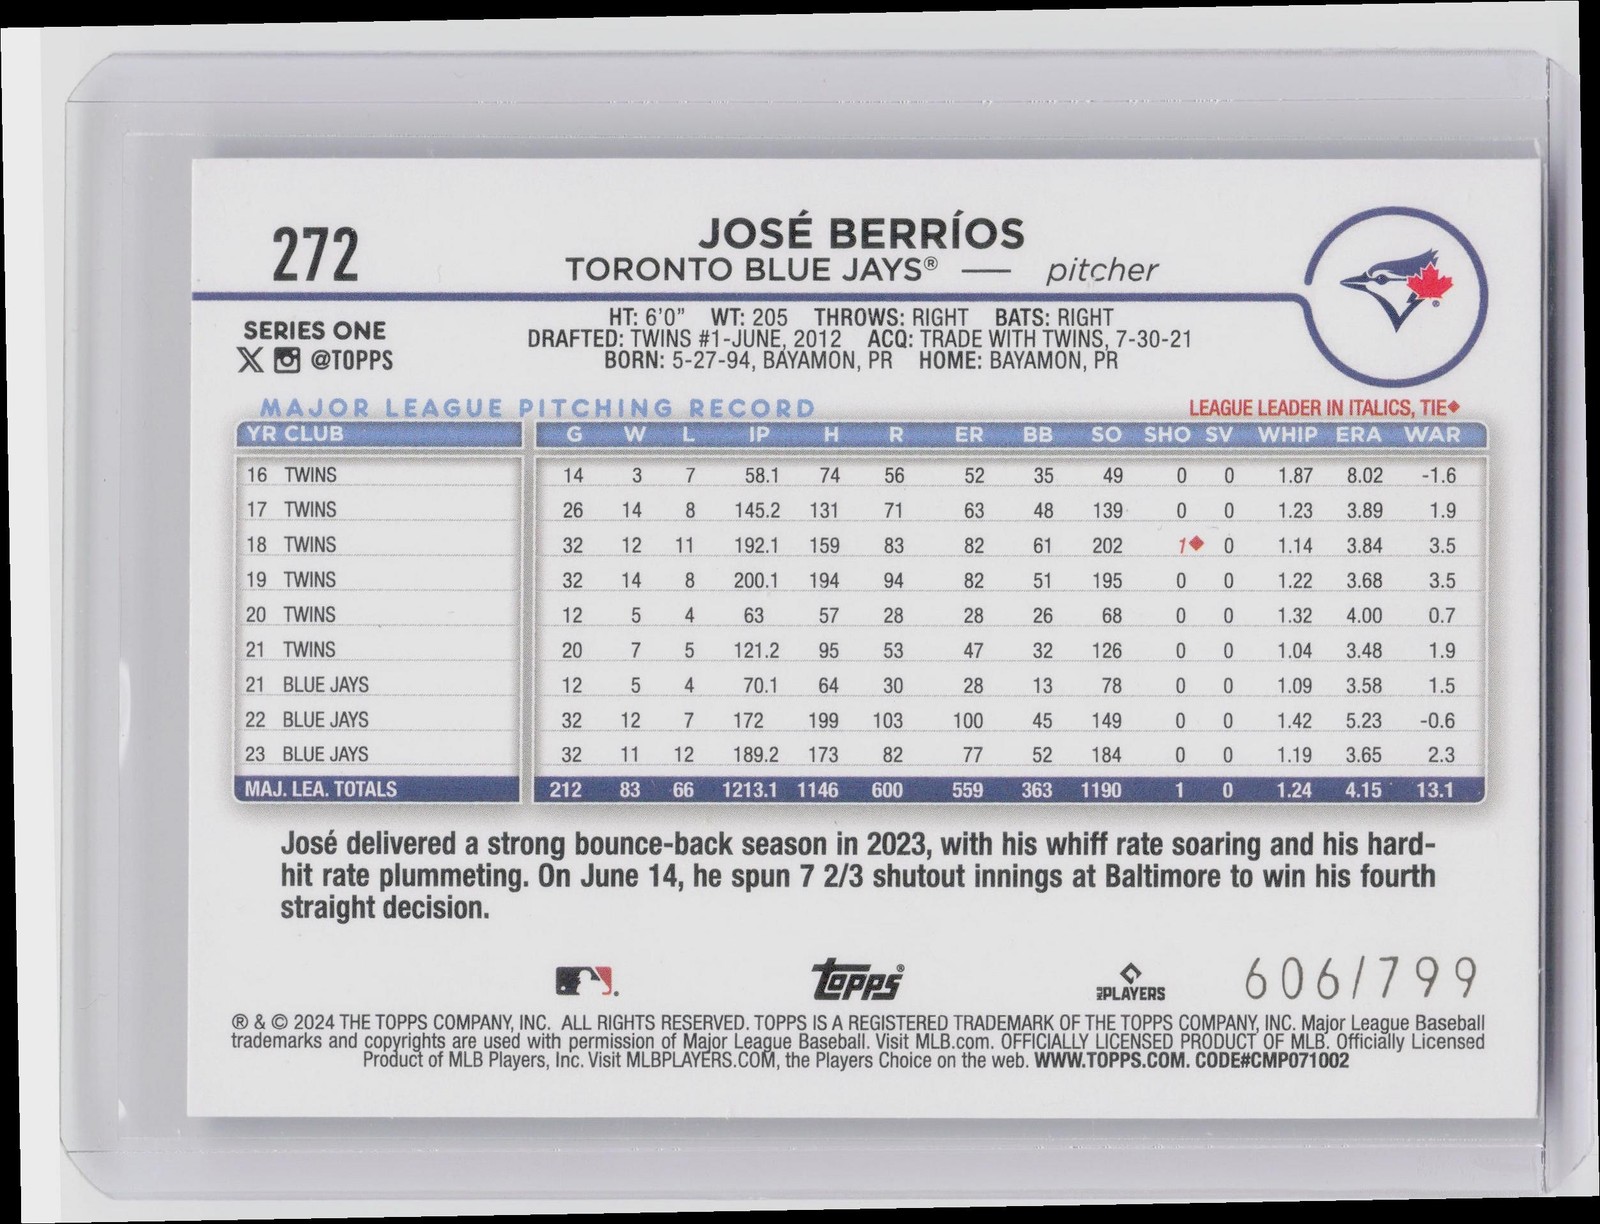 272
JOSÉ BERRÍOS
TORONTO BLUE JAYS® — pitcher
SERIES ONE
@TOPPS
HT: 6'0" WT: 205 THROWS: RIGHT BATS: RIGHT
DRAFTED: TWINS #1-JUNE, 2012 ACQ: TRADE WITH TWINS, 7-30-21
BORN: 5-27-94, BAYAMON, PR HOME: BAYAMON, PR
MAJOR LEAGUE PITCHING RECORD LEAGUE LEADER IN ITALICS, TIE♦
YR CLUB G W L IP H R ER BB SO SHO SV WHIP ERA WAR
16 TWINS 14 3 7 58.1 74 56 52 35 49 0 0 1.87 8.02 -1.6
17 TWINS 26 14 8 145.2 131 71 63 48 139 0 0 1.23 3.89 1.9
18 TWINS 32 12 11 192.1 159 83 82 61 202 1♦ 0 1.14 3.84 3.5
19 TWINS 32 14 8 200.1 194 94 82 51 195 0 0 1.22 3.68 3.5
20 TWINS 12 5 4 63 57 28 28 26 68 0 0 1.32 4.00 0.7
21 TWINS 20 7 5 121.2 95 53 47 32 126 0 0 1.04 3.48 1.9
21 BLUE JAYS 12 5 4 70.1 64 30 28 13 78 0 0 1.09 3.58 1.5
22 BLUE JAYS 32 12 7 172 199 103 100 45 149 0 0 1.42 5.23 -0.6
23 BLUE JAYS 32 11 12 189.2 173 82 77 52 184 0 0 1.19 3.65 2.3
MAJ. LEA. TOTALS 212 83 66 1213.1 1146 600 559 363 1190 1 0 1.24 4.15 13.1
José delivered a strong bounce-back season in 2023, with his whiff rate soaring and his hard-
hit rate plummeting. On June 14, he spun 7 2/3 shutout innings at Baltimore to win his fourth
straight decision.
Topps®
PLAYERS
606/799
® & © 2024 THE TOPPS COMPANY, INC. ALL RIGHTS RESERVED. TOPPS IS A REGISTERED TRADEMARK OF THE TOPPS COMPANY, INC. Major League Baseball
trademarks and copyrights are used with permission of Major League Baseball. Visit MLB.com. OFFICIALLY LICENSED PRODUCT OF MLB. Officially Licensed
Product of MLB Players, Inc. Visit MLBPLAYERS.COM, the Players Choice on the web. WWW.TOPPS.COM. CODE#CMP071002